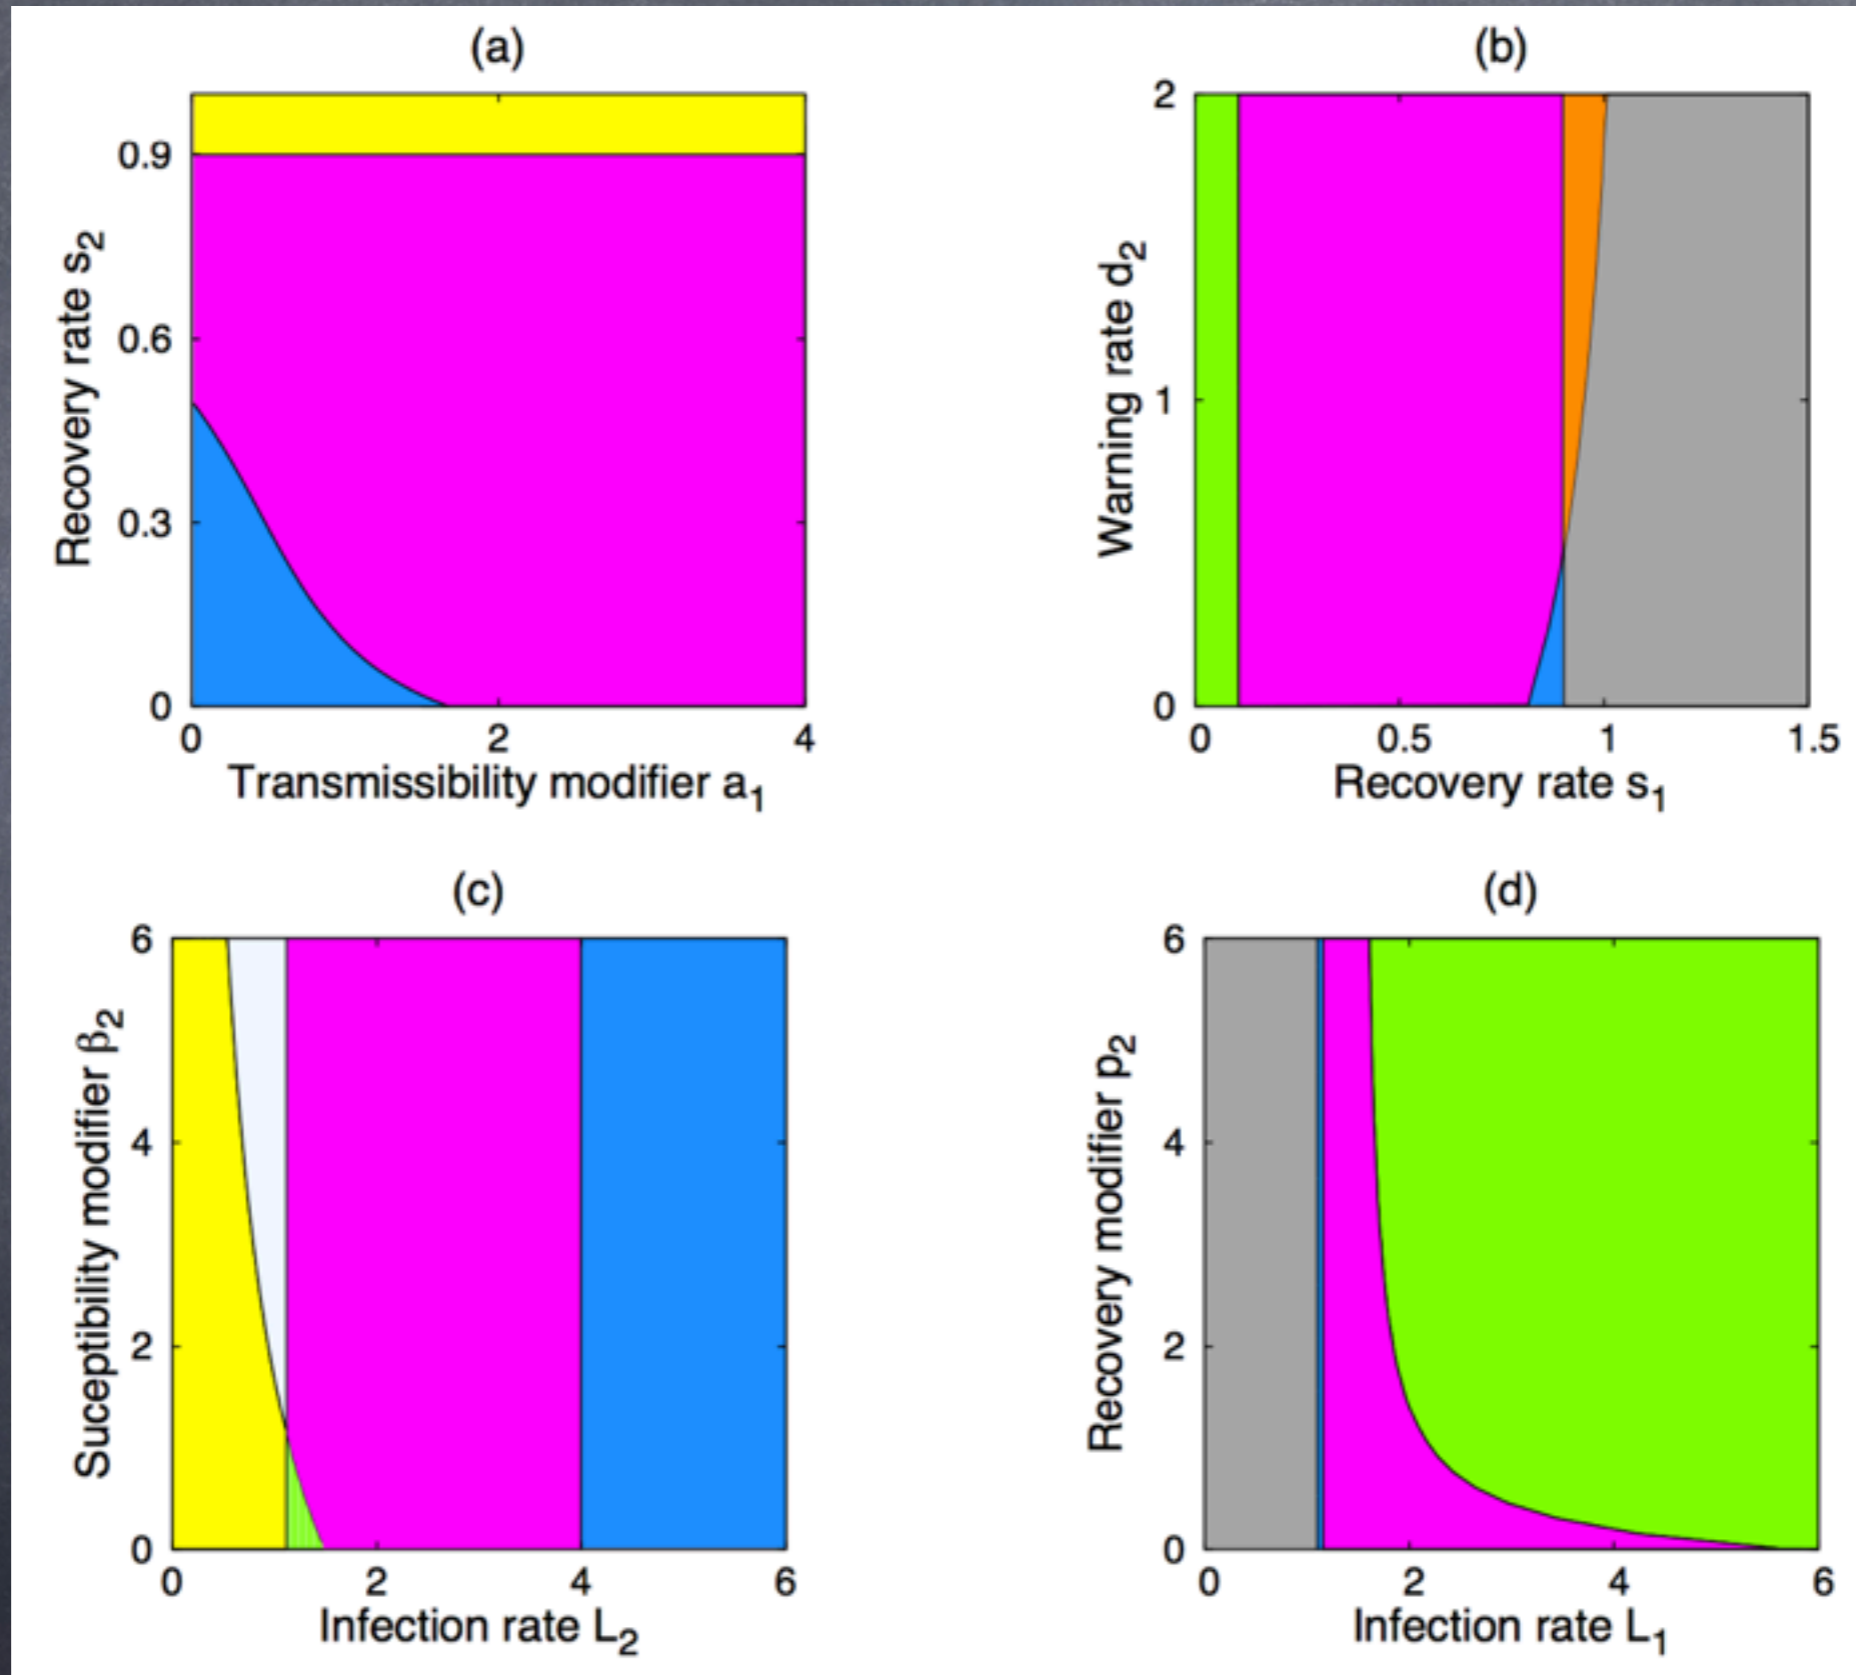 (a)
0.9
0.6
0.3
0
Recovery rate s₂
0 2 4
Transmissibility modifier a₁
(b)
2
1
0
Warning rate d₂
0 0.5 1 1.5
Recovery rate s₁
(c)
6
4
2
0
Suceptibility modifier β₂
0 2 4 6
Infection rate L₂
(d)
6
4
2
0
Recovery modifier p₂
0 2 4 6
Infection rate L₁